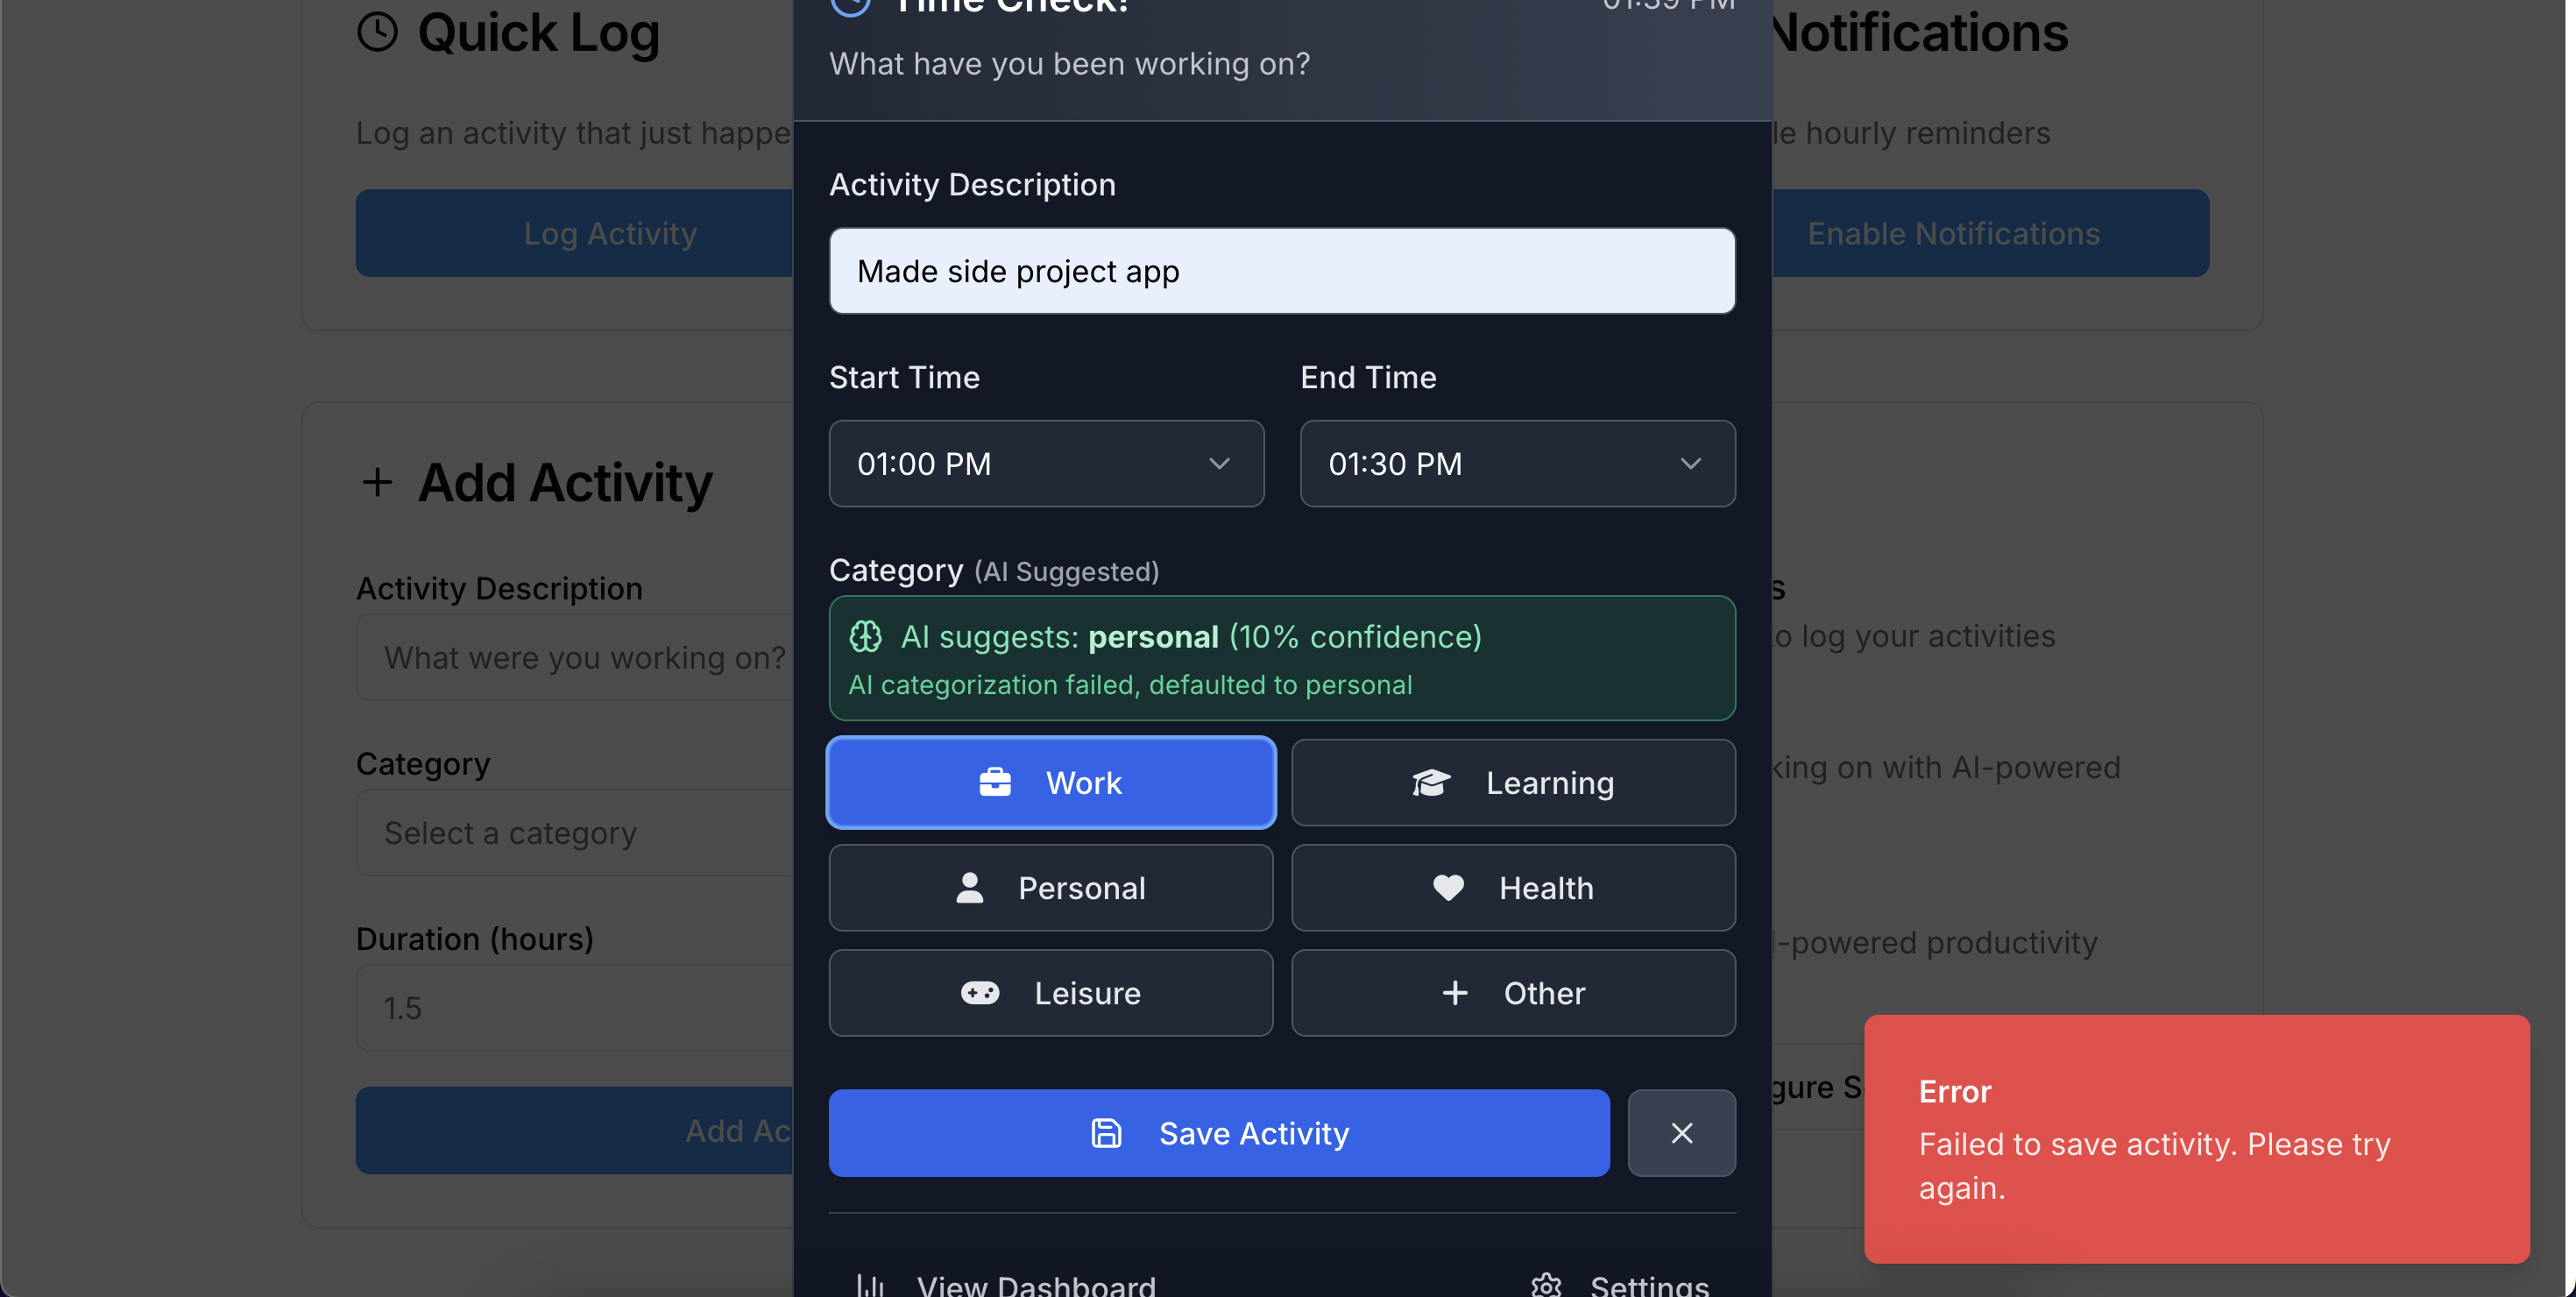 Quick Log
Log an activity that just happe
Log Activity
Time Check!
01:39 PM
What have you been working on?
Notifications
le hourly reminders
Enable Notifications
Activity Description
Made side project app
Start Time
End Time
01:00 PM
01:30 PM
Category (AI Suggested)
AI suggests: personal (10% confidence)
AI categorization failed, defaulted to personal
Work
Learning
Personal
Health
Leisure
Other
Save Activity
View Dashboard
Settings
Add Activity
Activity Description
What were you working on?
Category
Select a category
Duration (hours)
1.5
Add Ac
s
o log your activities
king on with AI-powered
I-powered productivity
gure S
Error
Failed to save activity. Please try
again.